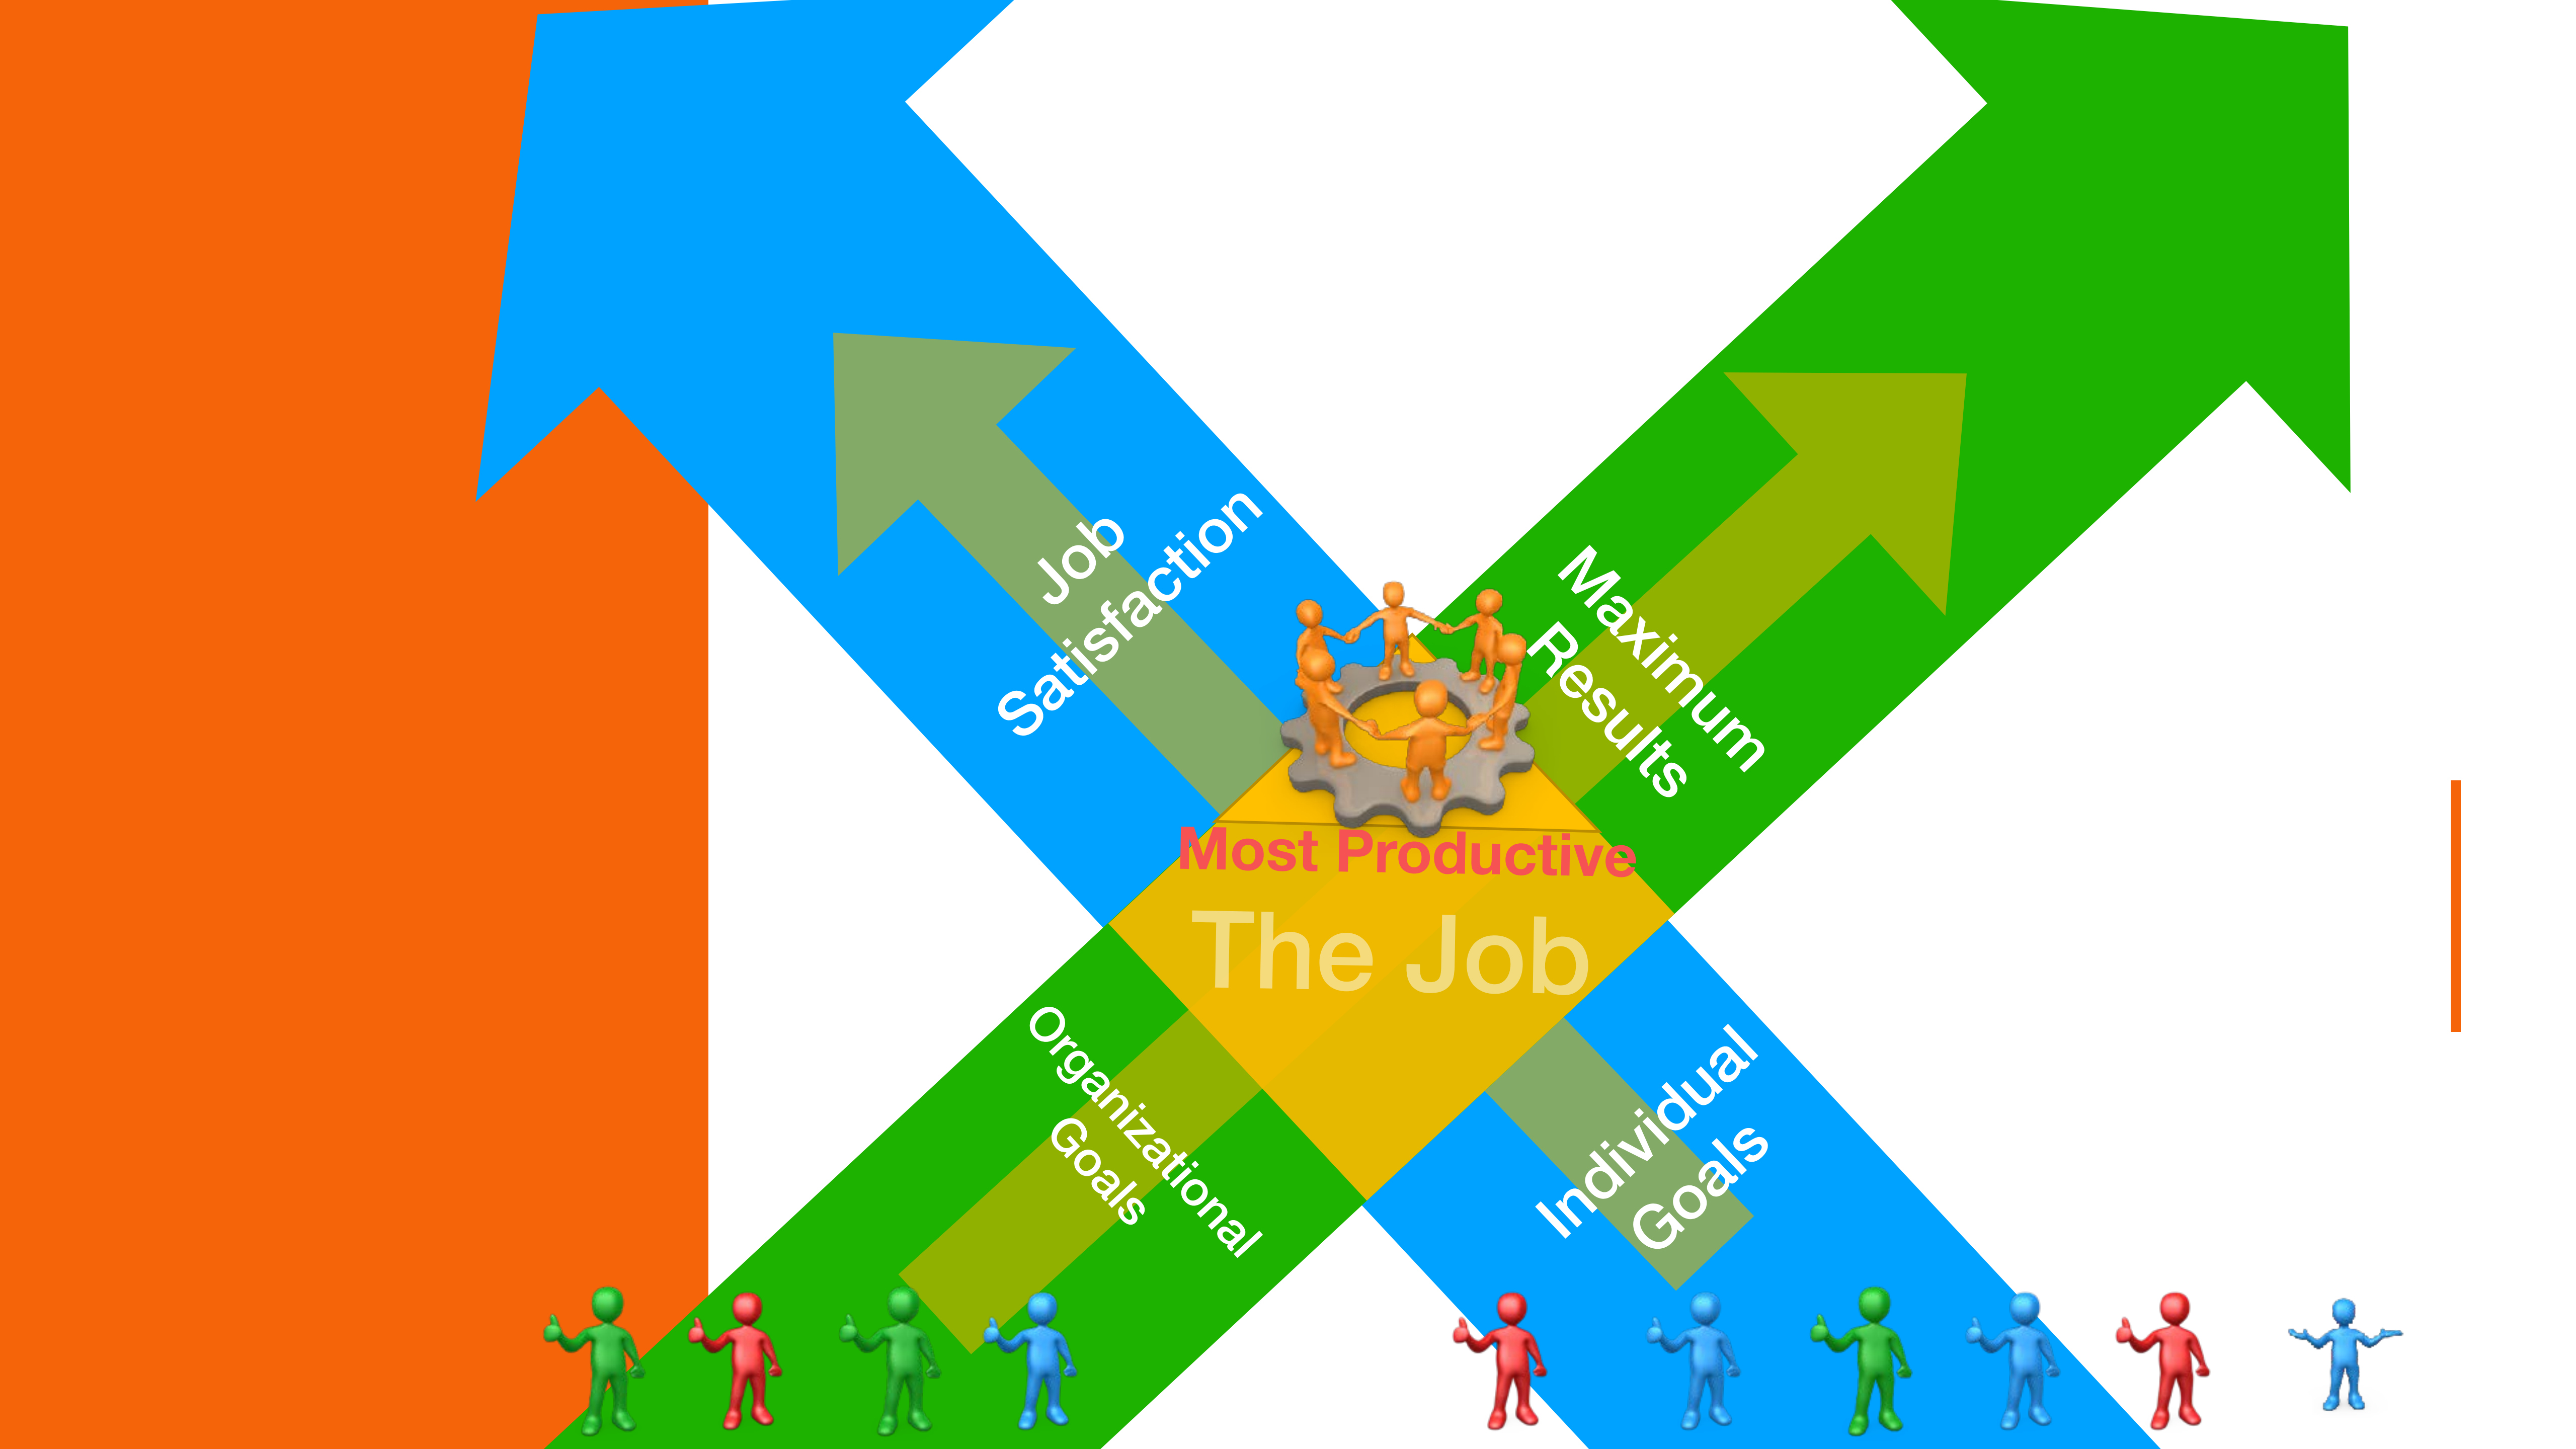 Job
Satisfaction
Maximum
Results
Most Productive
The Job
Organizational
Goals
Individual
Goals